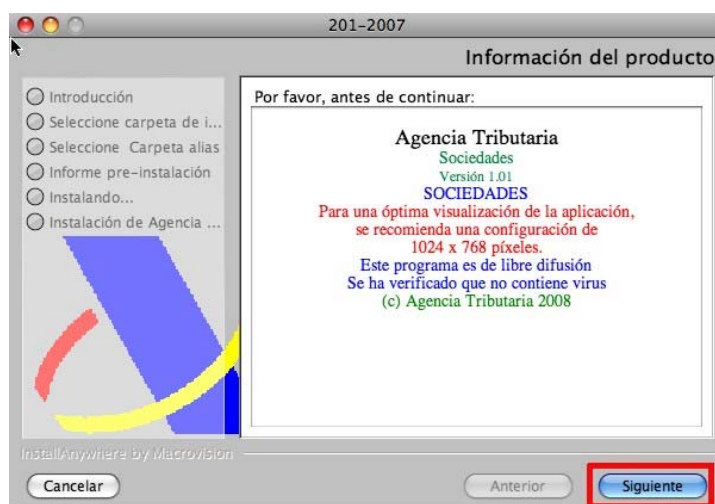 201-2007
Información del producto
Introducción
Seleccione carpeta de i...
Seleccione Carpeta alias
Informe pre-instalación
Instalando...
Instalación de Agencia ...
Por favor, antes de continuar:
Agencia Tributaria
Sociedades
Versión 1.01
SOCIEDADES
Para una óptima visualización de la aplicación,
se recomienda una configuración de
1024 x 768 píxeles.
Este programa es de libre difusión
Se ha verificado que no contiene virus
(c) Agencia Tributaria 2008
InstallAnywhere by Macrovision
Cancelar
Anterior
Siguiente